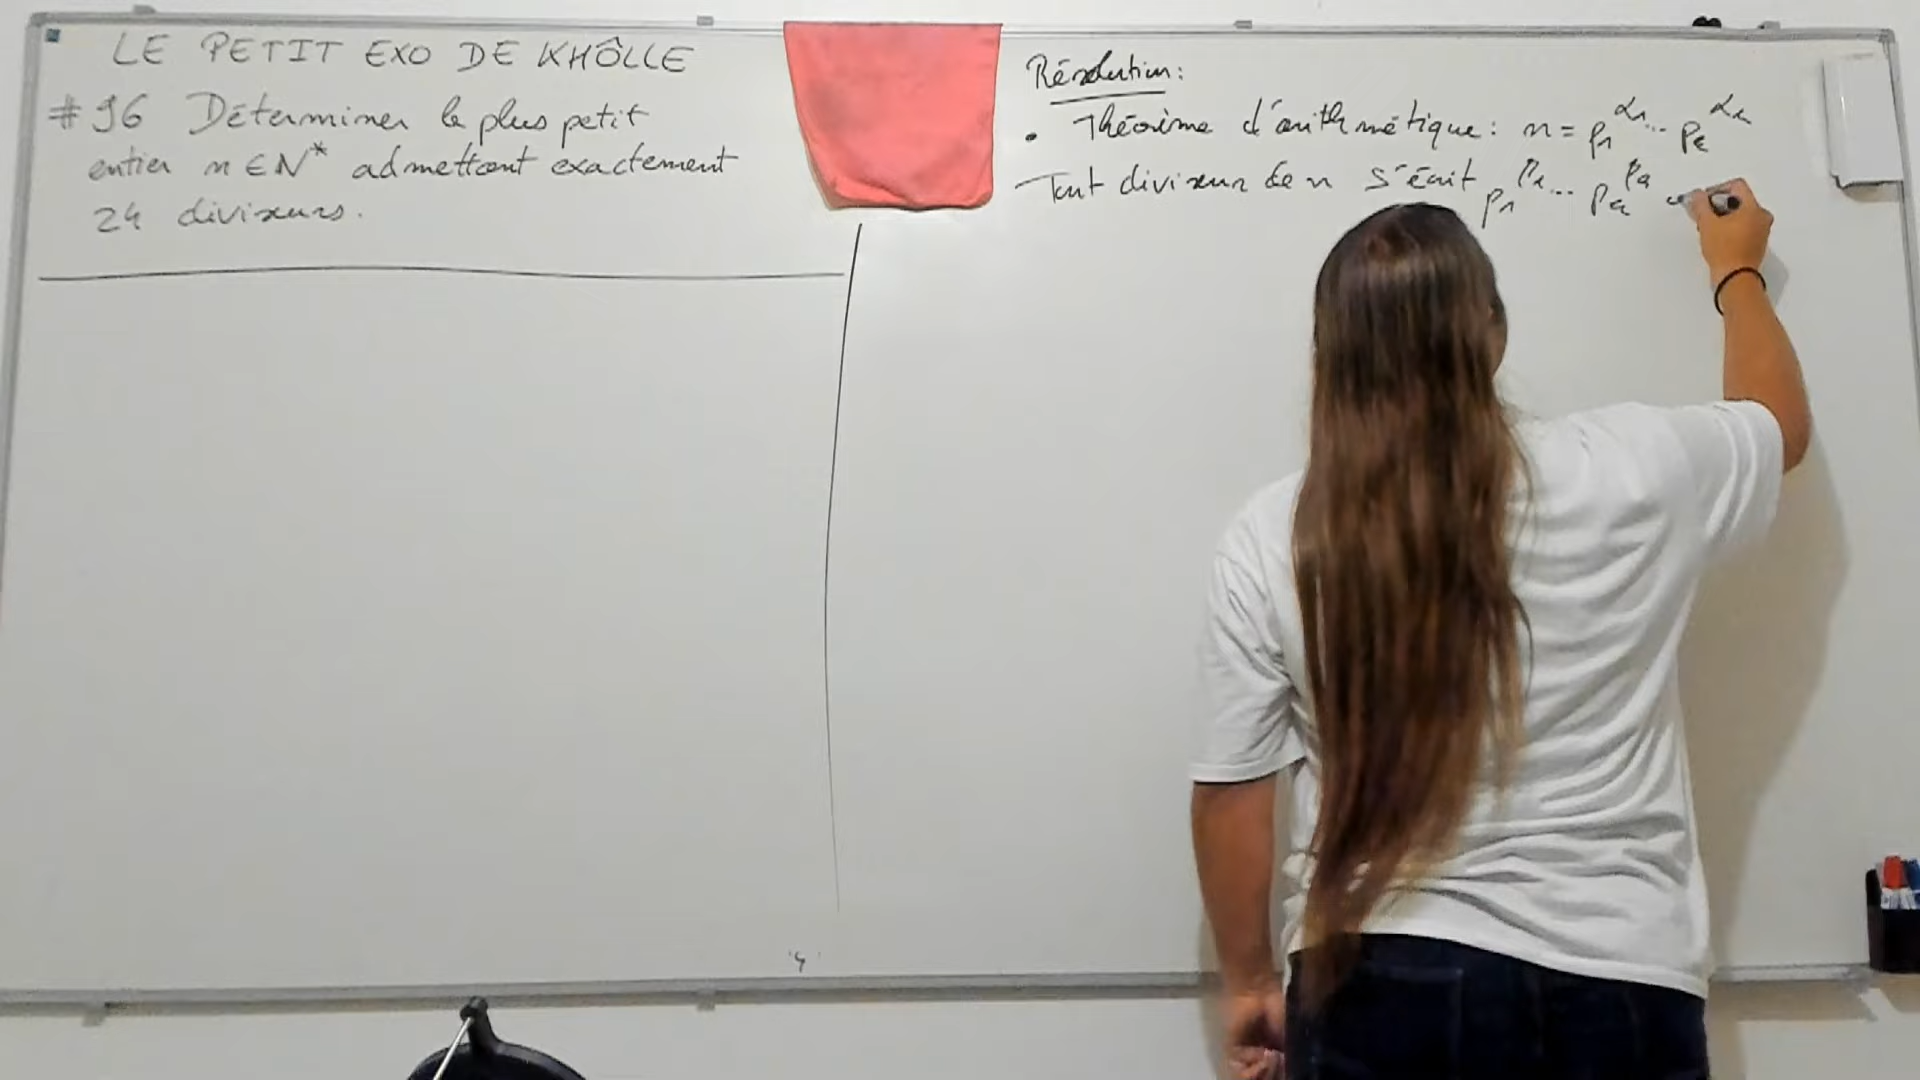 LE PETIT EXO DE KHÔLLE
#96 Déterminer le plus petit
entier n ∈ N* admettant exactement
24 diviseurs.
Résolution:
• Théorème d'arithmétique: n = p₁^α₁... pₖ^αₖ
Tout diviseur de n s'écrit p₁^β₁... pₖ^βₖ